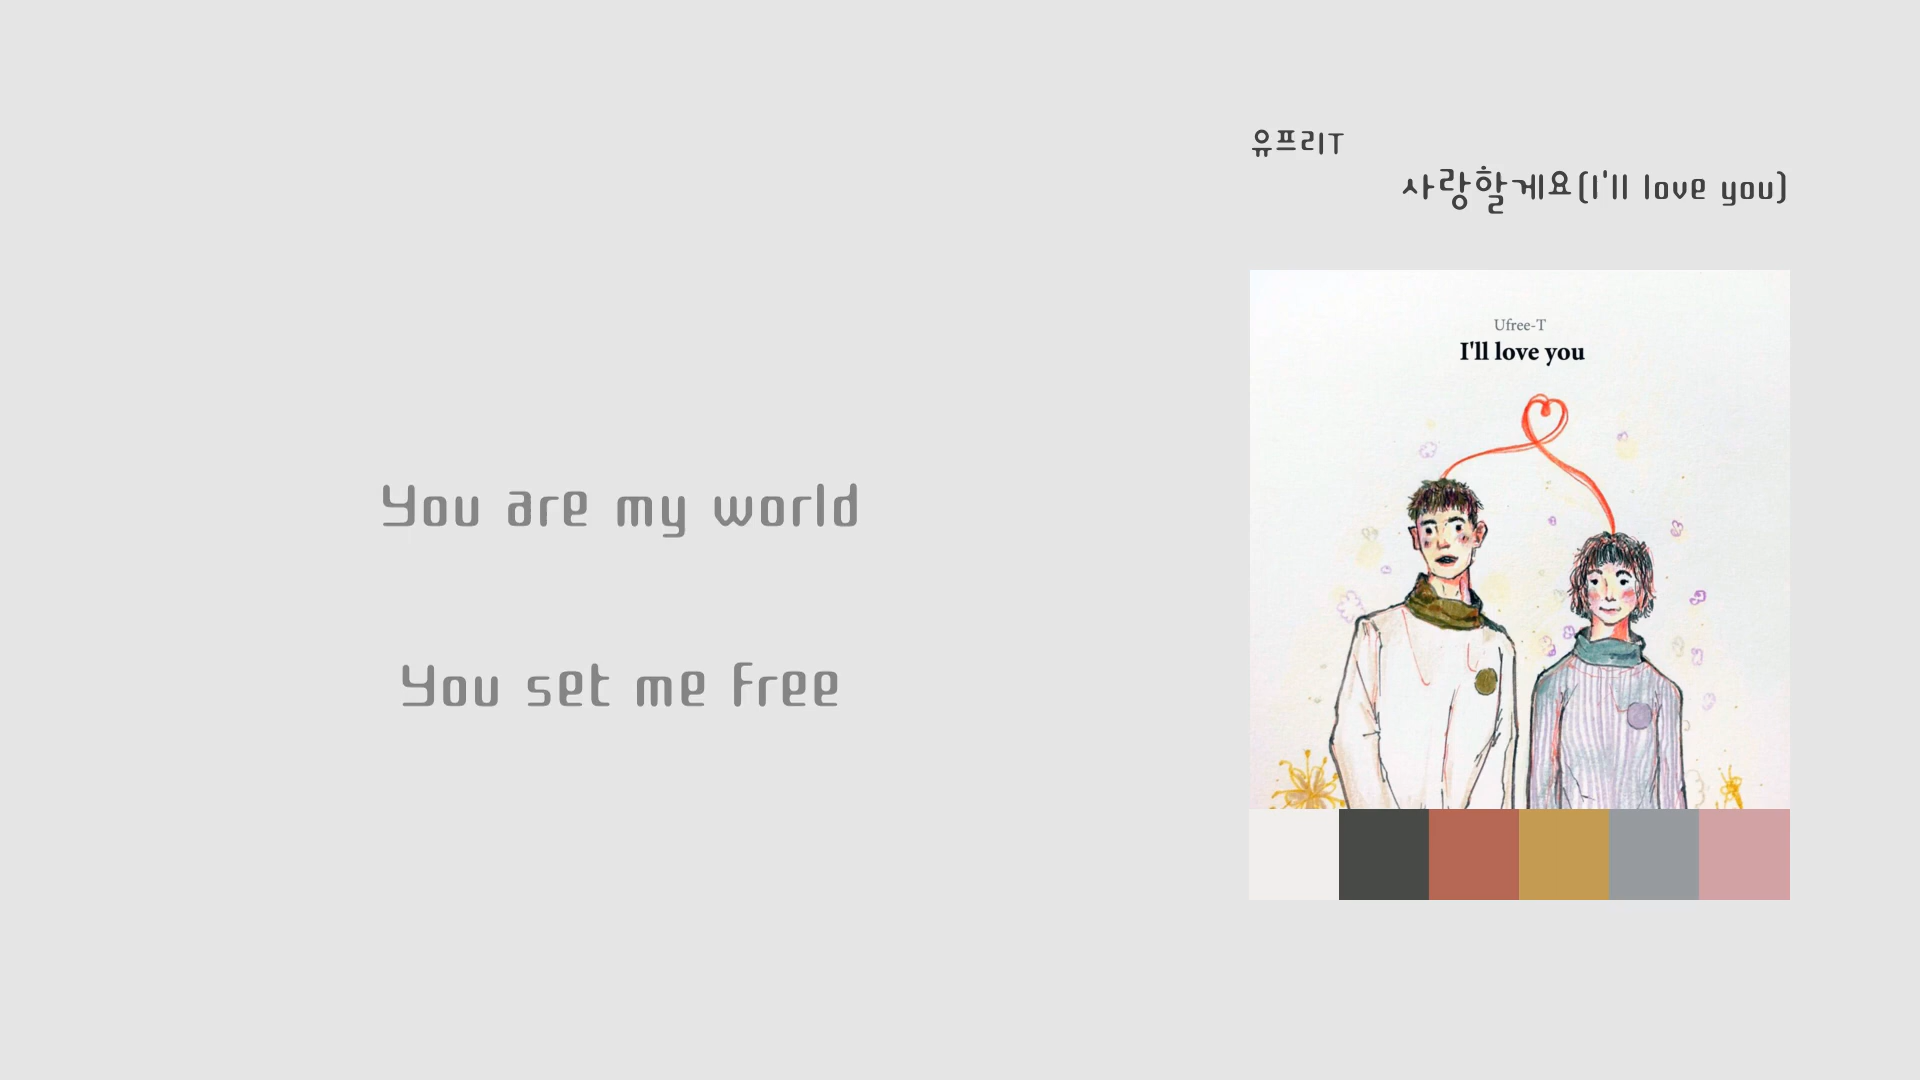 유프리T
사랑할게요(I'll love you)
Ufree-T
I'll love you
You are my world
You set me free